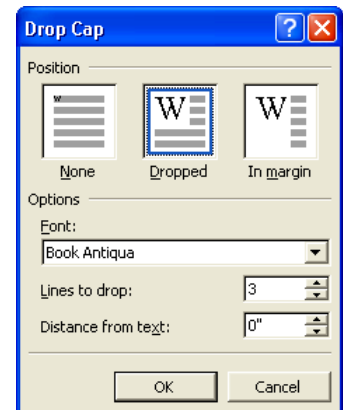 Drop Cap
Position
W W W
None Dropped In margin
Options
Font:
Book Antiqua
Lines to drop: 3
Distance from text: 0"
OK Cancel